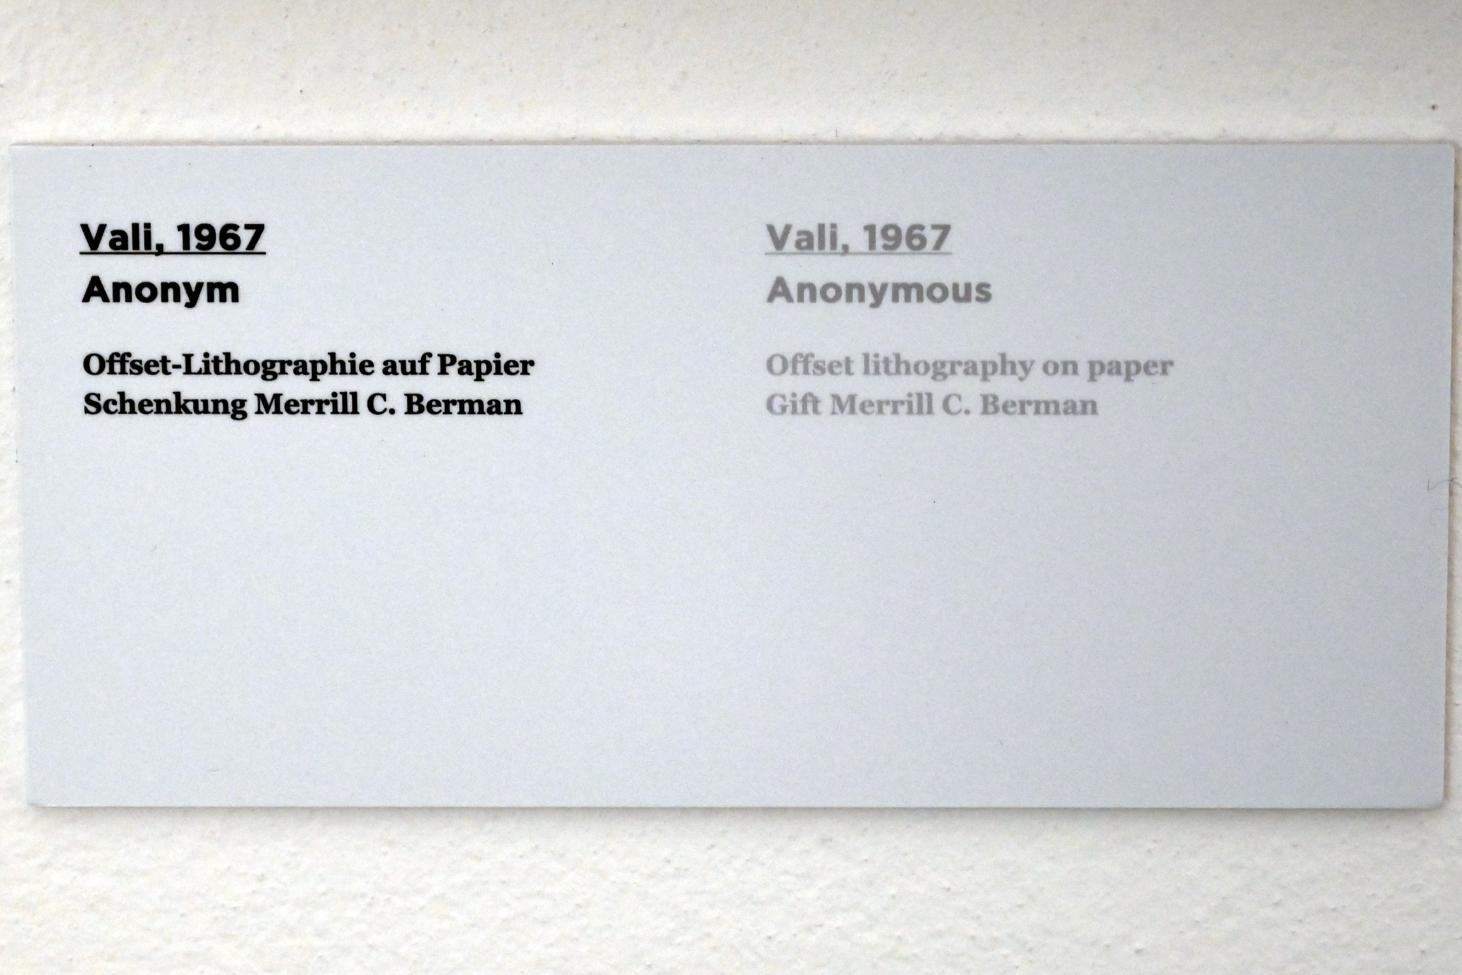 Vali, 1967
Anonym
Offset-Lithographie auf Papier
Schenkung Merrill C. Berman
Vali, 1967
Anonymous
Offset lithography on paper
Gift Merrill C. Berman